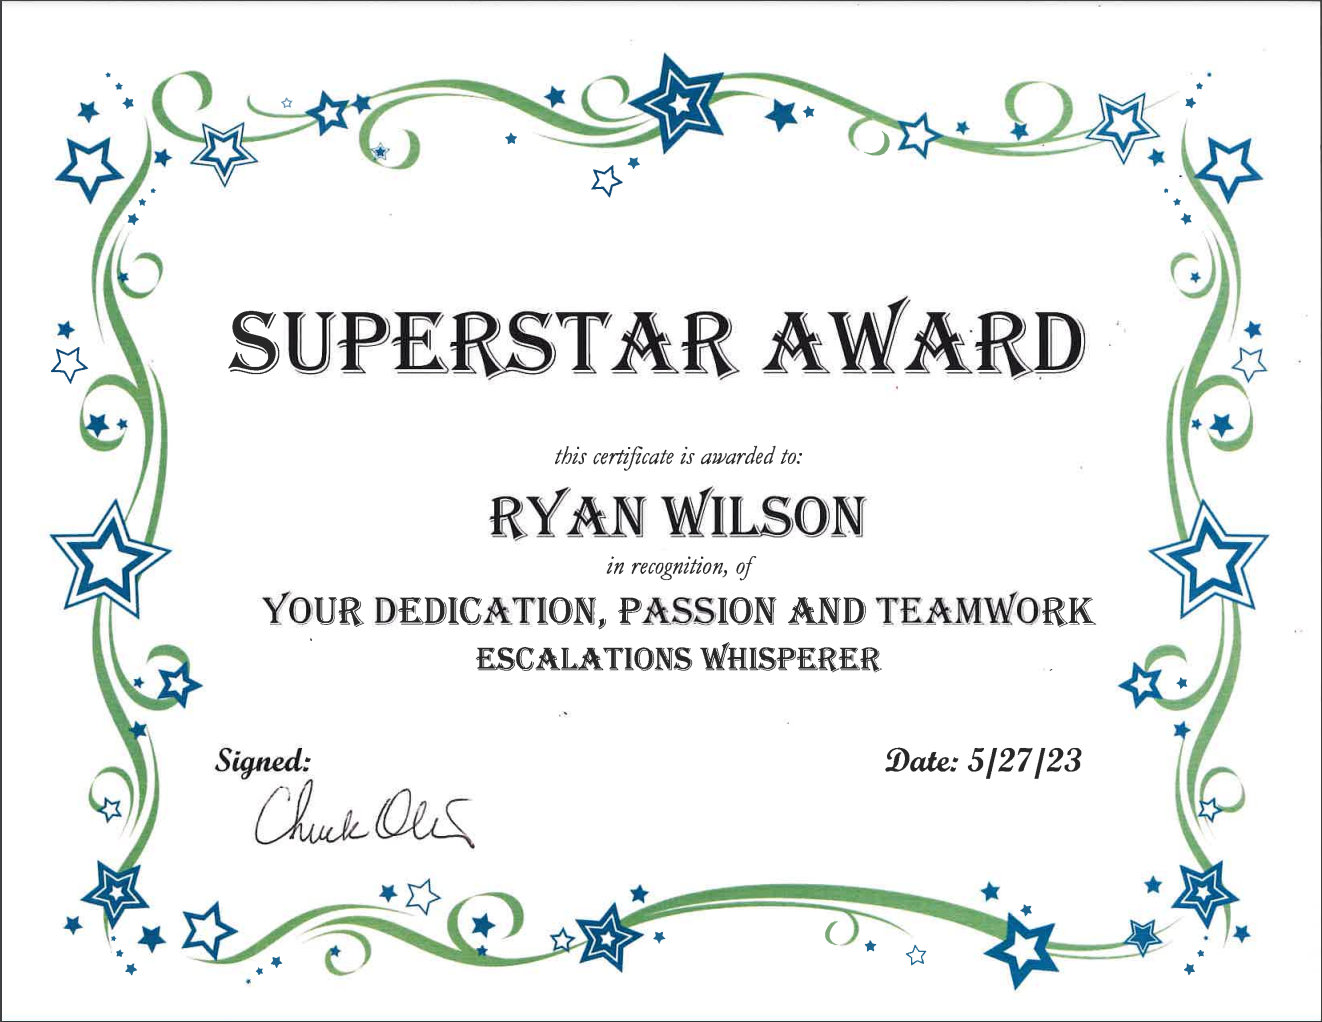 SUPERSTAR AWARD
this certificate is awarded to:
RYAN WILSON
in recognition, of
YOUR DEDICATION, PASSION AND TEAMWORK
ESCALATIONS WHISPERER
Signed:
Date: 5/27/23
Chuck